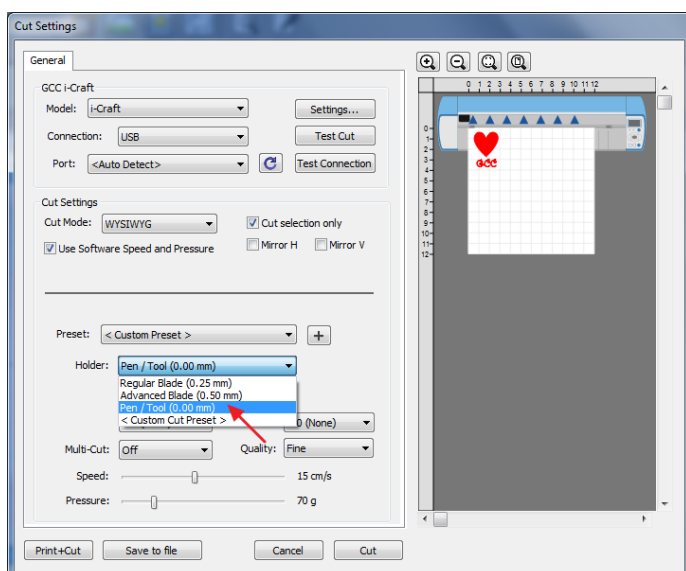 Cut Settings
General
GCC i-Craft
Model: i-Craft Settings...
Connection: USB Test Cut
Port: <Auto Detect> Test Connection
Cut Settings
Cut Mode: WYSIWYG Cut selection only
Use Software Speed and Pressure Mirror H Mirror V
Preset: < Custom Preset > +
Holder: Pen / Tool (0.00 mm)
Regular Blade (0.25 mm)
Advanced Blade (0.50 mm)
Pen / Tool (0.00 mm)
< Custom Cut Preset >
0 (None)
Multi-Cut: Off Quality: Fine
Speed: 15 cm/s
Pressure: 70 g
Print+Cut Save to file Cancel Cut
0 1 2 3 4 5 6 7 8 9 10 11 12
0
1
2
3
4
5
6
7
8
9
10
11
12
GCC